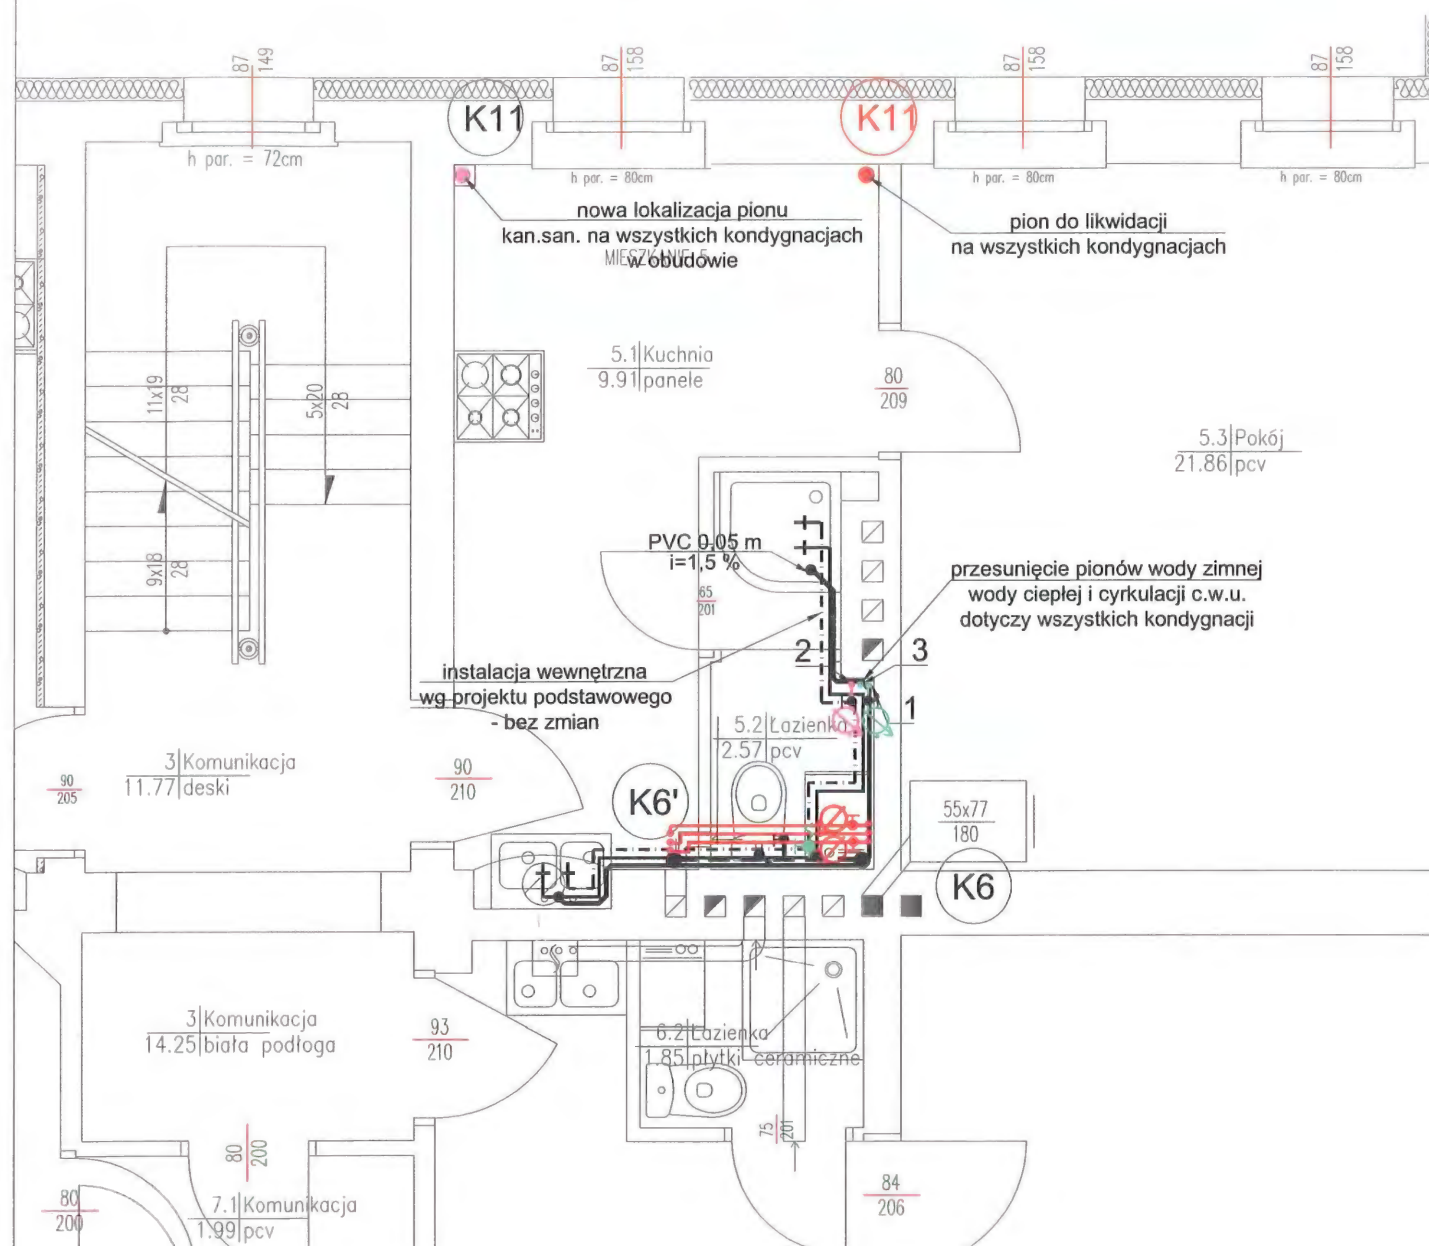 87
149
87
158
87
158
87
158
K11
K11
h par. = 72cm
h par. = 80cm
h par. = 80cm
h par. = 80cm
nowa lokalizacja pionu
kan.san. na wszystkich kondygnacjach
w obudowie
MIESZKANIE 5
pion do likwidacji
na wszystkich kondygnacjach
11x19
28
5x20
28
9x18
28
5.1 Kuchnia
9.91 panele
80
209
5.3 Pokój
21.86 pcv
PVC 0,05 m
i=1,5 %
65
201
przesunięcie pionów wody zimnej
wody ciepłej i cyrkulacji c.w.u.
dotyczy wszystkich kondygnacji
2
3
1
instalacja wewnętrzna
wg projektu podstawowego
- bez zmian
5.2 Łazienka
2.57 pcv
3 Komunikacja
11.77 deski
90
205
90
210
K6'
55x77
180
K6
3 Komunikacja
14.25 biała podłoga
93
210
6.2 Łazienka
1.85 płytki ceramiczne
75
201
80
200
80
200
7.1 Komunikacja
1.99 pcv
84
206